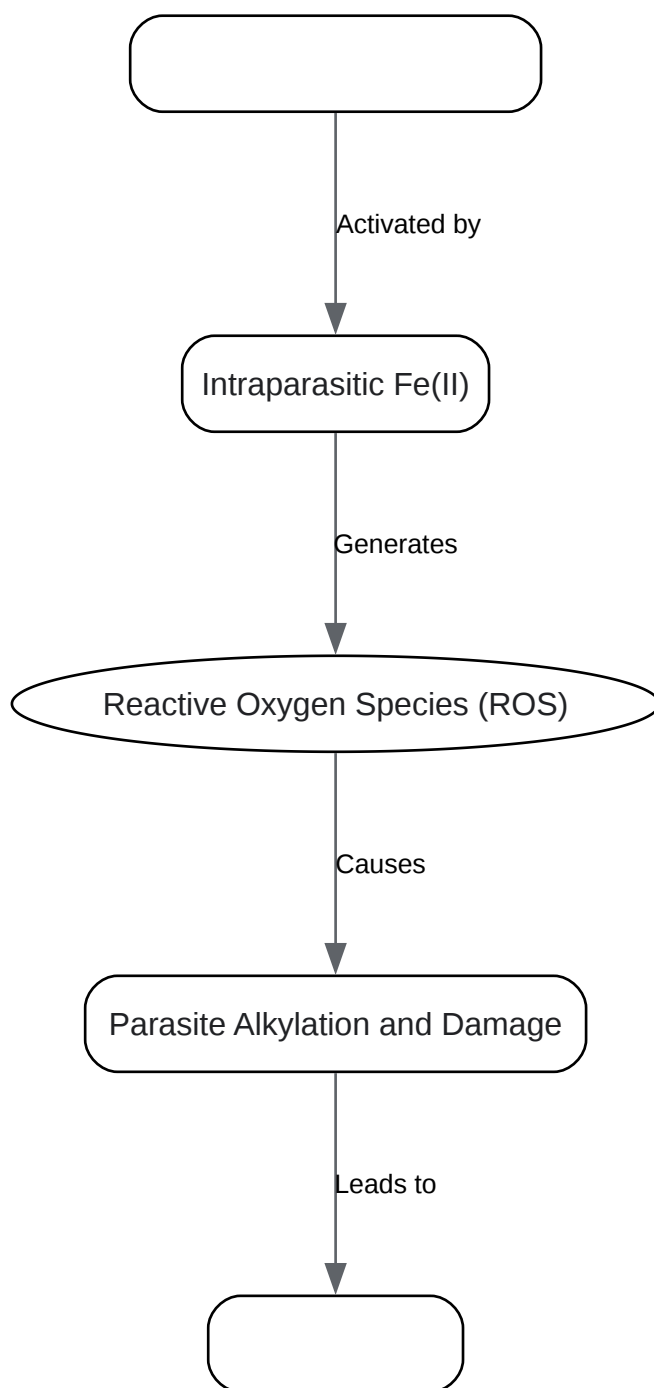 Activated by
Intraparasitic Fe(II)
Generates
Reactive Oxygen Species (ROS)
Causes
Parasite Alkylation and Damage
Leads to